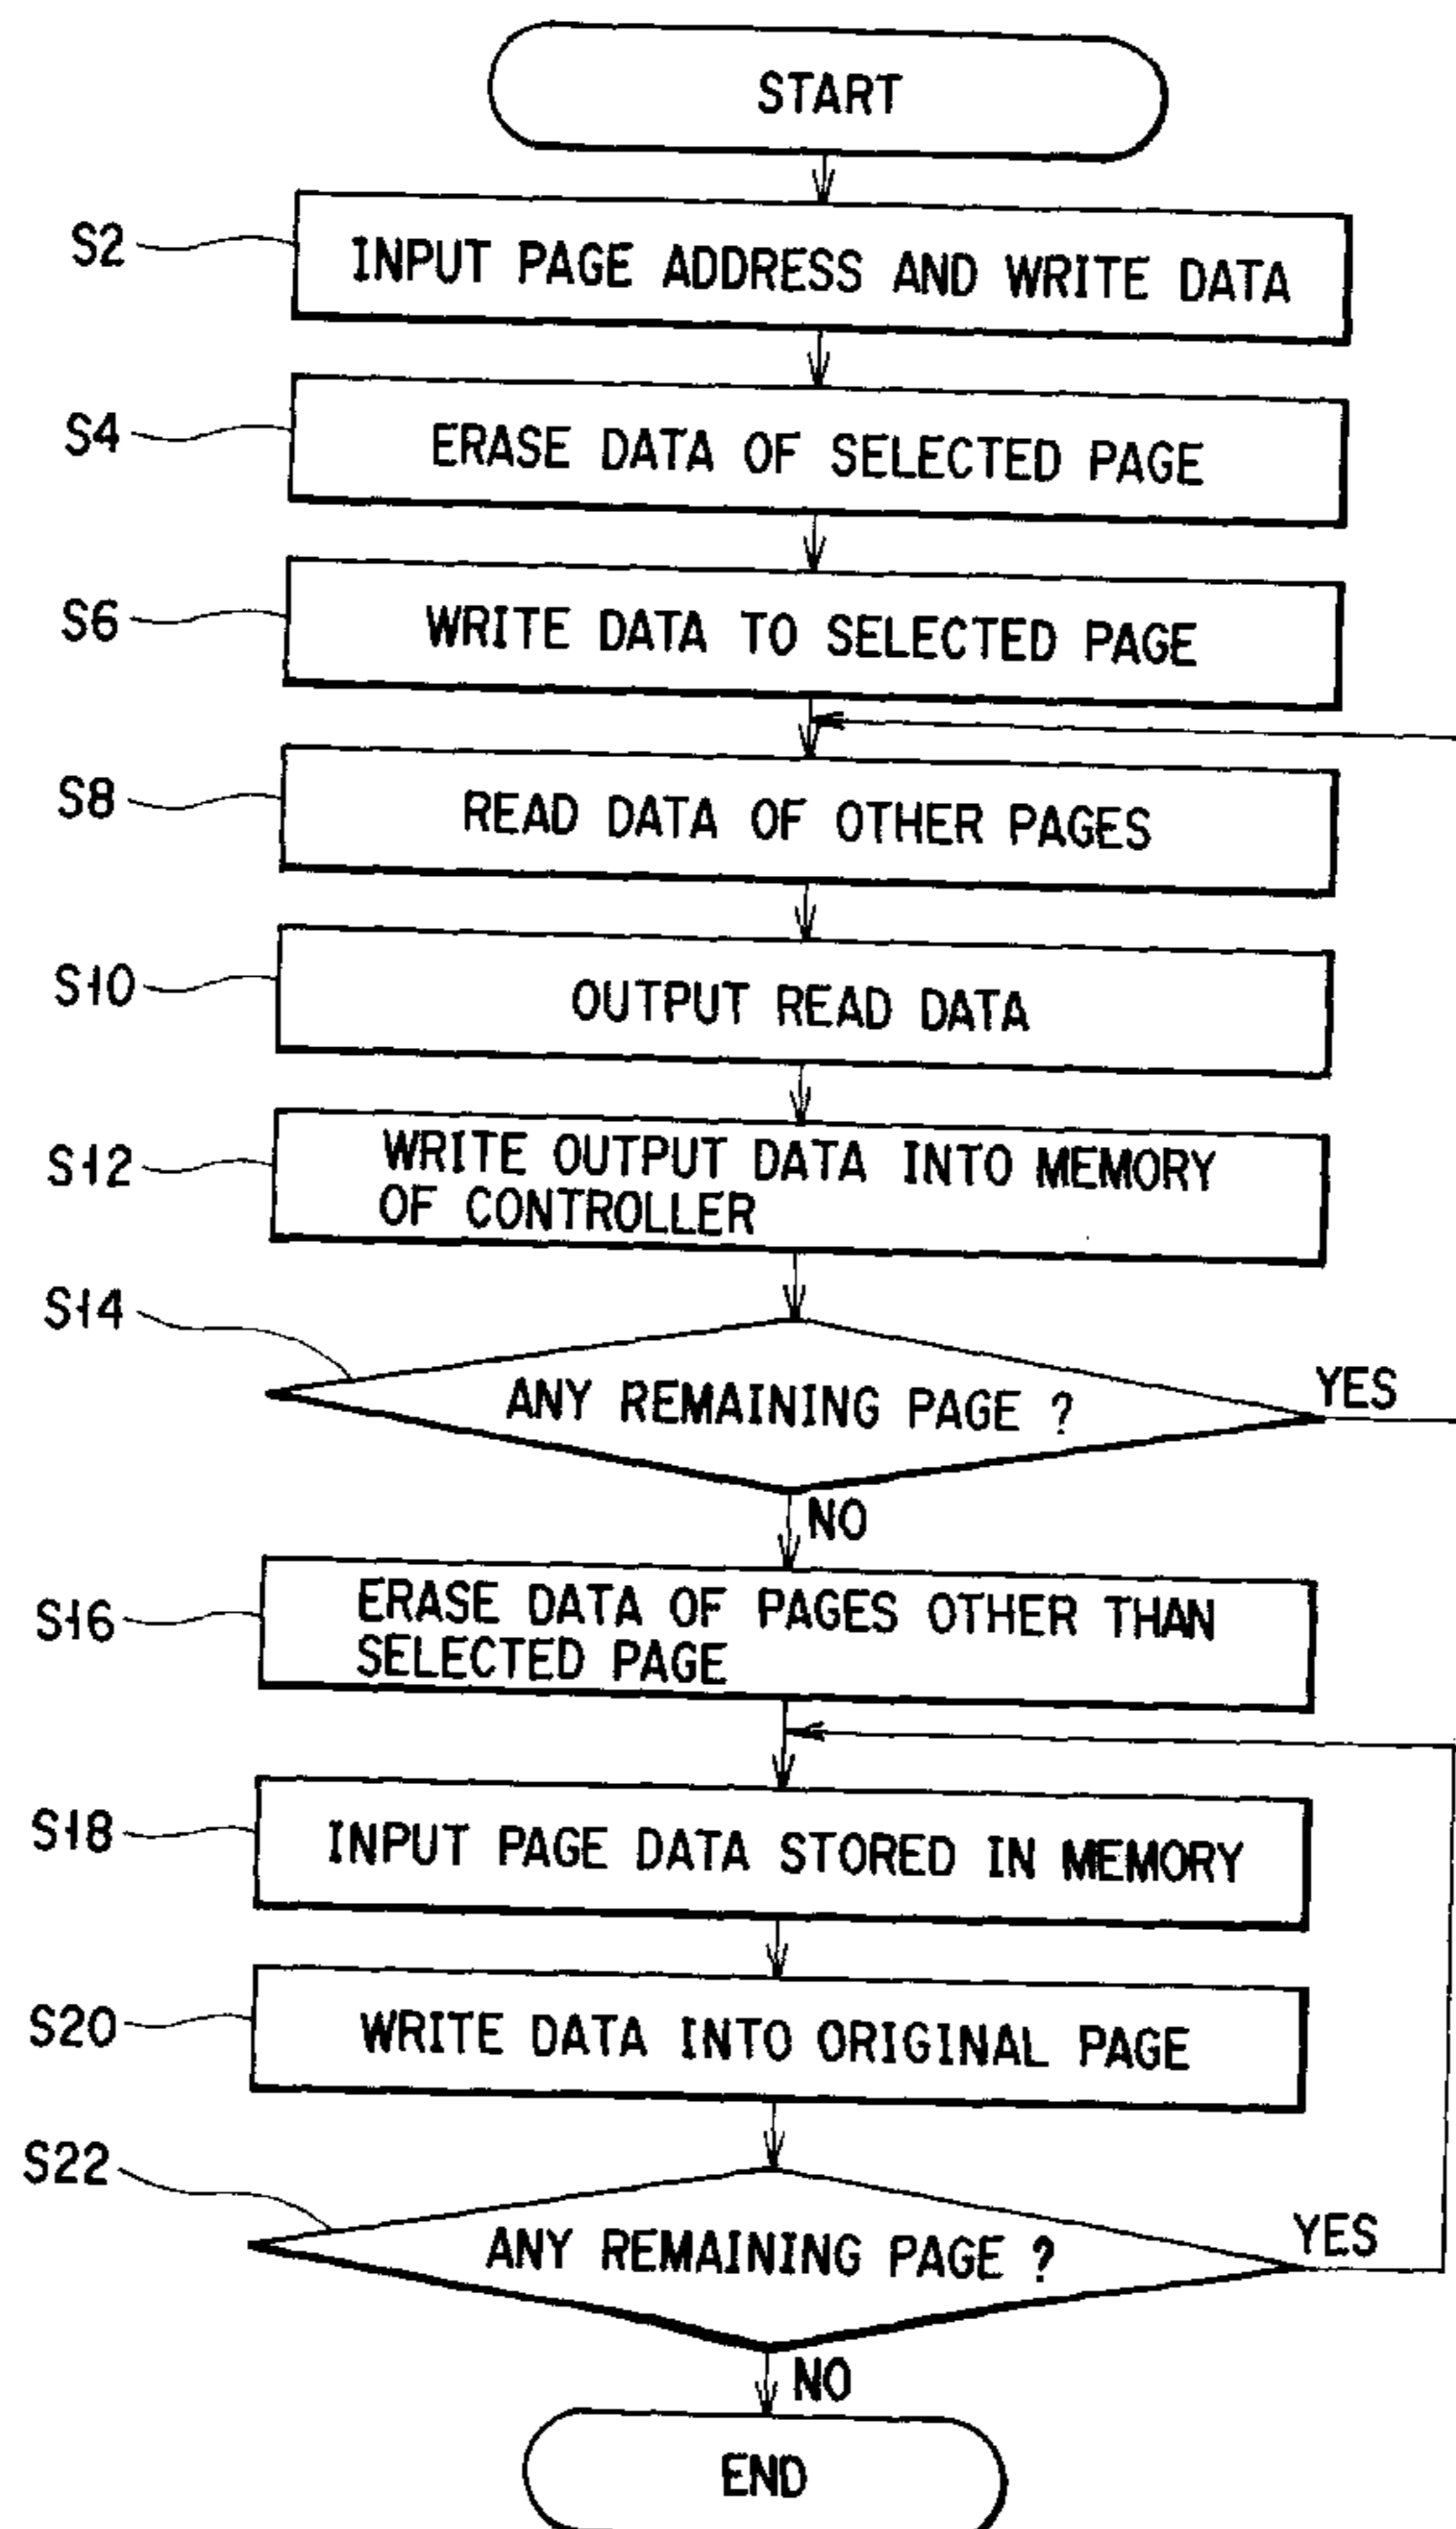 START
S2
INPUT PAGE ADDRESS AND WRITE DATA
S4
ERASE DATA OF SELECTED PAGE
S6
WRITE DATA TO SELECTED PAGE
S8
READ DATA OF OTHER PAGES
S10
OUTPUT READ DATA
S12
WRITE OUTPUT DATA INTO MEMORY
OF CONTROLLER
S14
ANY REMAINING PAGE ?
YES
NO
S16
ERASE DATA OF PAGES OTHER THAN
SELECTED PAGE
S18
INPUT PAGE DATA STORED IN MEMORY
S20
WRITE DATA INTO ORIGINAL PAGE
S22
ANY REMAINING PAGE ?
YES
NO
END